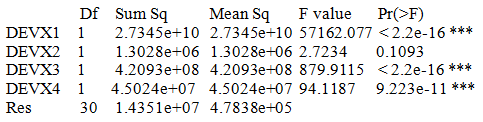 Df Sum Sq Mean Sq F value Pr(>F)
DEVX1 1 2.7345e+10 2.7345e+10 57162.077 <2.2e-16 ***
DEVX2 1 1.3028e+06 1.3028e+06 2.7234 0.1093
DEVX3 1 4.2093e+08 4.2093e+08 879.9115 <2.2e-16 ***
DEVX4 1 4.5024e+07 4.5024e+07 94.1187 9.223e-11 ***
Res 30 1.4351e+07 4.7838e+05